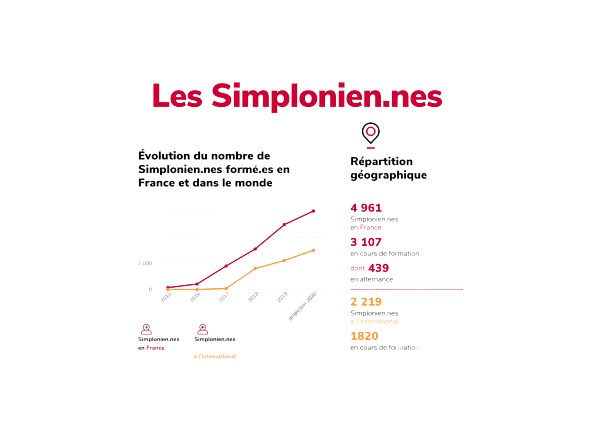 Les Simplonien.nes
Évolution du nombre de
Simplonien.nes formé.es en
France et dans le monde
2 000
0
2015
2016
2017
2018
2019
projection 2020
Simplonien.nes
en France
Simplonien.nes
à l'international
Répartition
géographique
4 961
Simplonien.nes
en France
3 107
en cours de formation
dont 439
en alternance
2 219
Simplonien.nes
à l'international
1820
en cours de formation